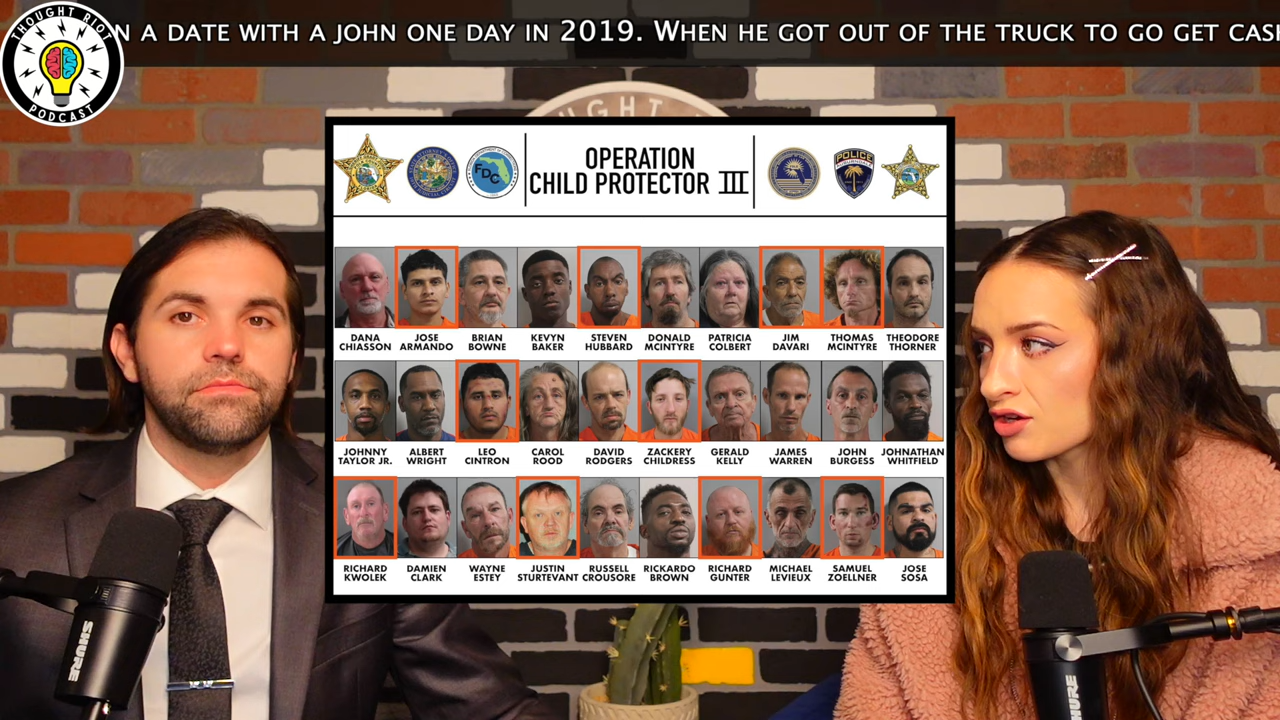 N A DATE WITH A JOHN ONE DAY IN 2019. WHEN HE GOT OUT OF THE TRUCK TO GO GET CASH
THOUGHT RIOT
PODCAST
OPERATION
CHILD PROTECTOR III
FDC
POLICE
DANA
CHIASSON
JOSE
ARMANDO
BRIAN
BOWNE
KEVYN
BAKER
STEVEN
HUBBARD
DONALD
MCINTYRE
PATRICIA
COLBERT
JIM
DAVARI
THOMAS
MCINTYRE
THEODORE
THORNER
JOHNNY
TAYLOR JR.
ALBERT
WRIGHT
LEO
CINTRON
CAROL
ROOD
DAVID
RODGERS
ZACKERY
CHILDRESS
GERALD
KELLY
JAMES
WARREN
JOHN
BURGESS
JOHNATHAN
WHITFIELD
RICHARD
KWOLEK
DAMIEN
CLARK
WAYNE
ESTEY
JUSTIN
STURTEVANT
RUSSELL
CROUSORE
RICKARDO
BROWN
RICHARD
GUNTER
MICHAEL
LEVIEUX
SAMUEL
ZOELLNER
JOSE
SOSA
SHURE